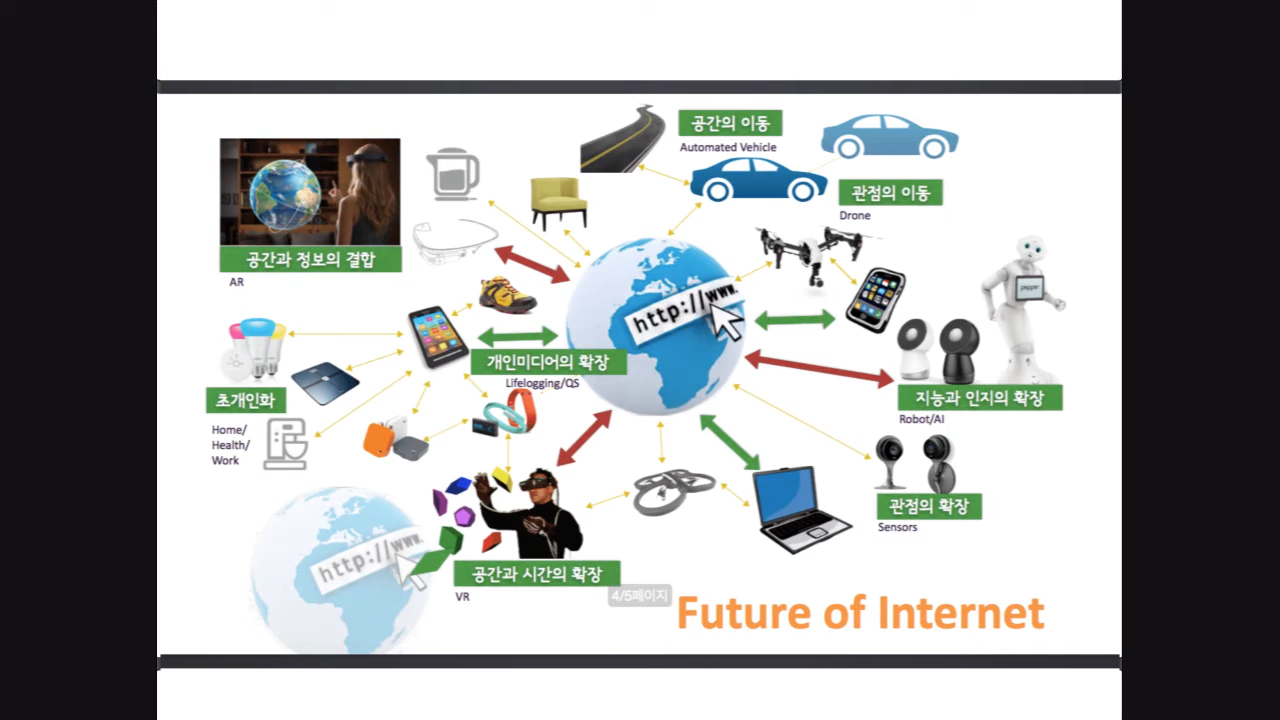 공간의 이동
Automated Vehicle
관점의 이동
Drone
공간과 정보의 결합
AR
http://www.
pepper
개인미디어의 확장
Lifelogging/QS
초개인화
Home/
Health/
Work
지능과 인지의 확장
Robot/AI
관점의 확장
Sensors
http://www.
공간과 시간의 확장
VR
4/5페이지
Future of Internet